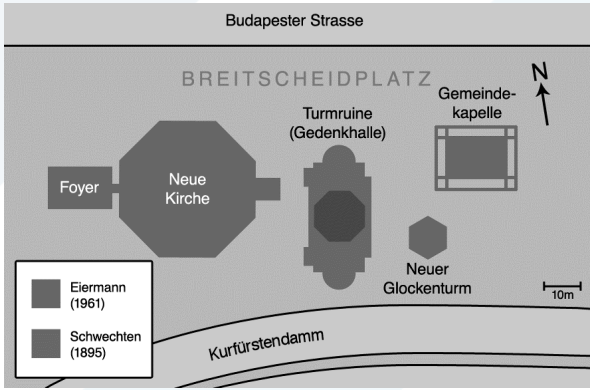 Budapester Strasse
BREITSCHEIDPLATZ
N
Gemeinde-
kapelle
Turmruine
(Gedenkhalle)
Foyer
Neue
Kirche
Neuer
Glockenturm
10m
Eiermann
(1961)
Schwechten
(1895)
Kurfürstendamm